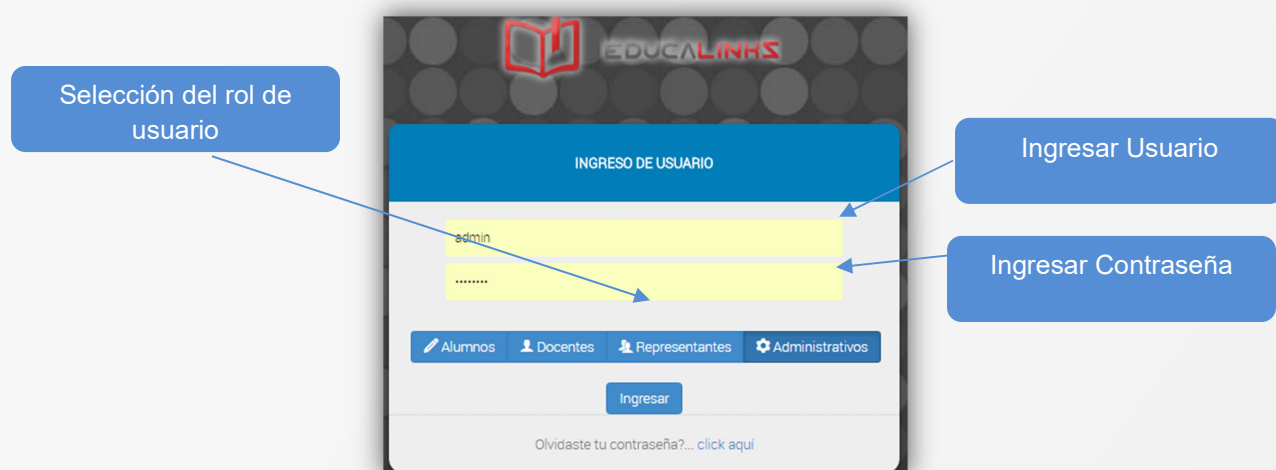 EDUCALINKS
Selección del rol de
usuario
Ingresar Usuario
INGRESO DE USUARIO
admin
Ingresar Contraseña
........
Alumnos Docentes Representantes Administrativos
Ingresar
Olvidaste tu contraseña?... click aquí